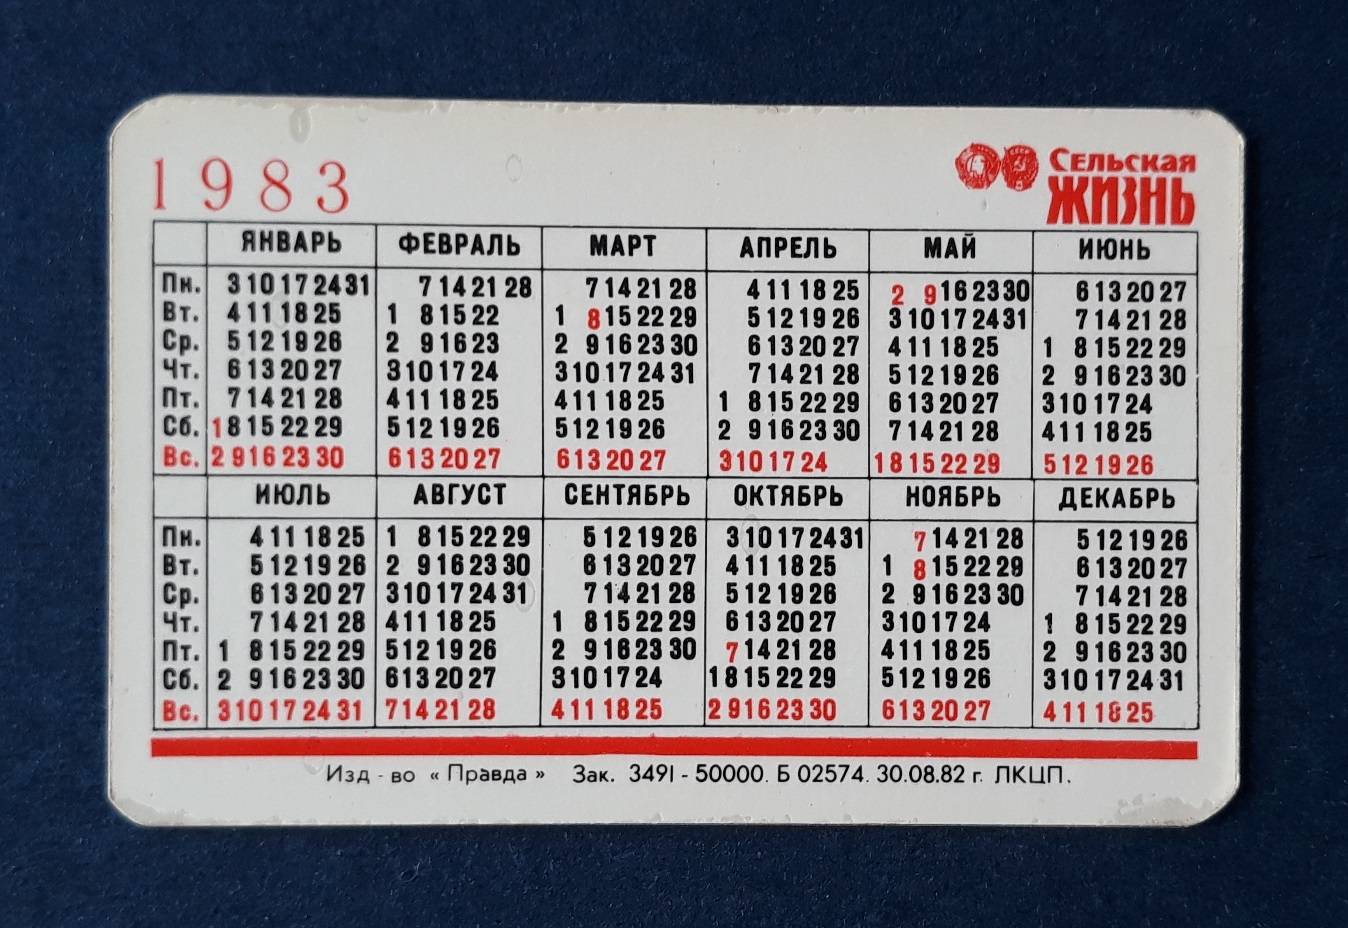 1983
СЕЛЬСКАЯ
ЖИЗНЬ
ЯНВАРЬ ФЕВРАЛЬ МАРТ АПРЕЛЬ МАЙ ИЮНЬ
Пн. 3 10 17 24 31 7 14 21 28 7 14 21 28 4 11 18 25 2 9 16 23 30 6 13 20 27
Вт. 4 11 18 25 1 8 15 22 1 8 15 22 29 5 12 19 26 3 10 17 24 31 7 14 21 28
Ср. 5 12 19 26 2 9 16 23 2 9 16 23 30 6 13 20 27 4 11 18 25 1 8 15 22 29
Чт. 6 13 20 27 3 10 17 24 3 10 17 24 31 7 14 21 28 5 12 19 26 2 9 16 23 30
Пт. 7 14 21 28 4 11 18 25 4 11 18 25 1 8 15 22 29 6 13 20 27 3 10 17 24
Сб. 1 8 15 22 29 5 12 19 26 5 12 19 26 2 9 16 23 30 7 14 21 28 4 11 18 25
Вс. 2 9 16 23 30 6 13 20 27 6 13 20 27 3 10 17 24 1 8 15 22 29 5 12 19 26
ИЮЛЬ АВГУСТ СЕНТЯБРЬ ОКТЯБРЬ НОЯБРЬ ДЕКАБРЬ
Пн. 4 11 18 25 1 8 15 22 29 5 12 19 26 3 10 17 24 31 7 14 21 28 5 12 19 26
Вт. 5 12 19 26 2 9 16 23 30 6 13 20 27 4 11 18 25 1 8 15 22 29 6 13 20 27
Ср. 6 13 20 27 3 10 17 24 31 7 14 21 28 5 12 19 26 2 9 16 23 30 7 14 21 28
Чт. 7 14 21 28 4 11 18 25 1 8 15 22 29 6 13 20 27 3 10 17 24 1 8 15 22 29
Пт. 1 8 15 22 29 5 12 19 26 2 9 16 23 30 7 14 21 28 4 11 18 25 2 9 16 23 30
Сб. 2 9 16 23 30 6 13 20 27 3 10 17 24 1 8 15 22 29 5 12 19 26 3 10 17 24 31
Вс. 3 10 17 24 31 7 14 21 28 4 11 18 25 2 9 16 23 30 6 13 20 27 4 11 18 25
Изд-во «Правда» Зак. 3491-50000. Б 02574. 30.08.82 г. ЛКЦП.